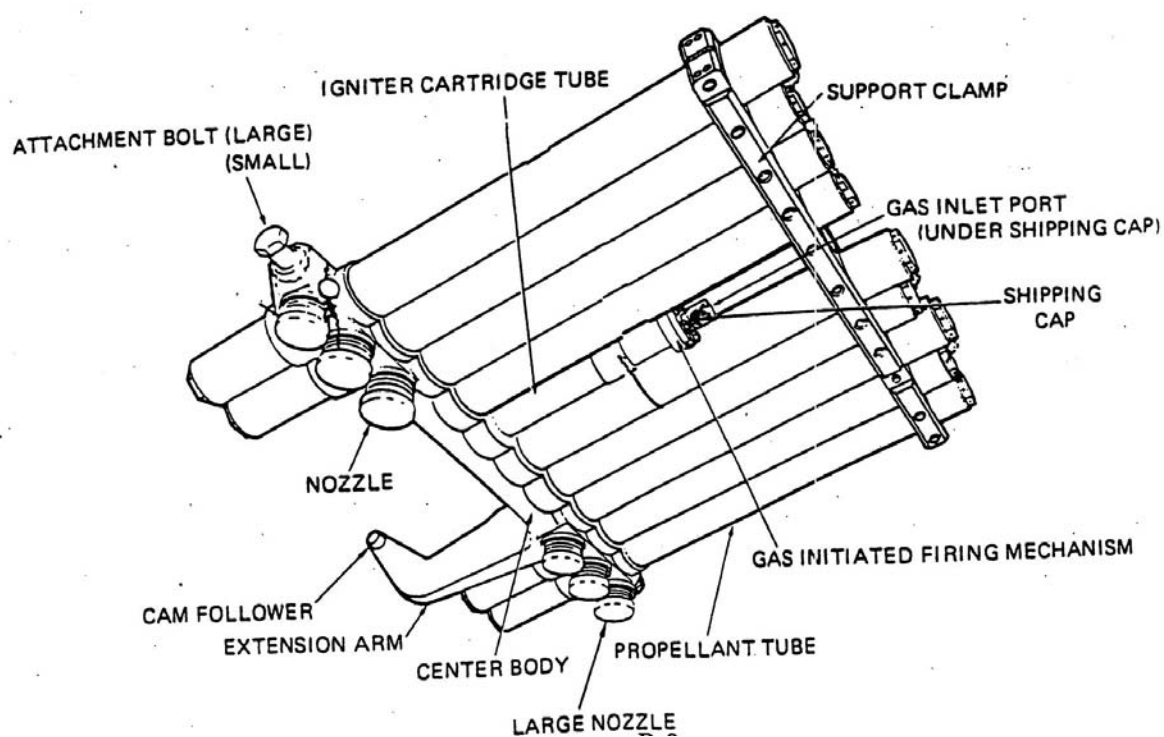 IGNITER CARTRIDGE TUBE
SUPPORT CLAMP
ATTACHMENT BOLT (LARGE)
(SMALL)
GAS INLET PORT
(UNDER SHIPPING CAP)
SHIPPING
CAP
NOZZLE
GAS INITIATED FIRING MECHANISM
CAM FOLLOWER
EXTENSION ARM
CENTER BODY
PROPELLANT TUBE
LARGE NOZZLE